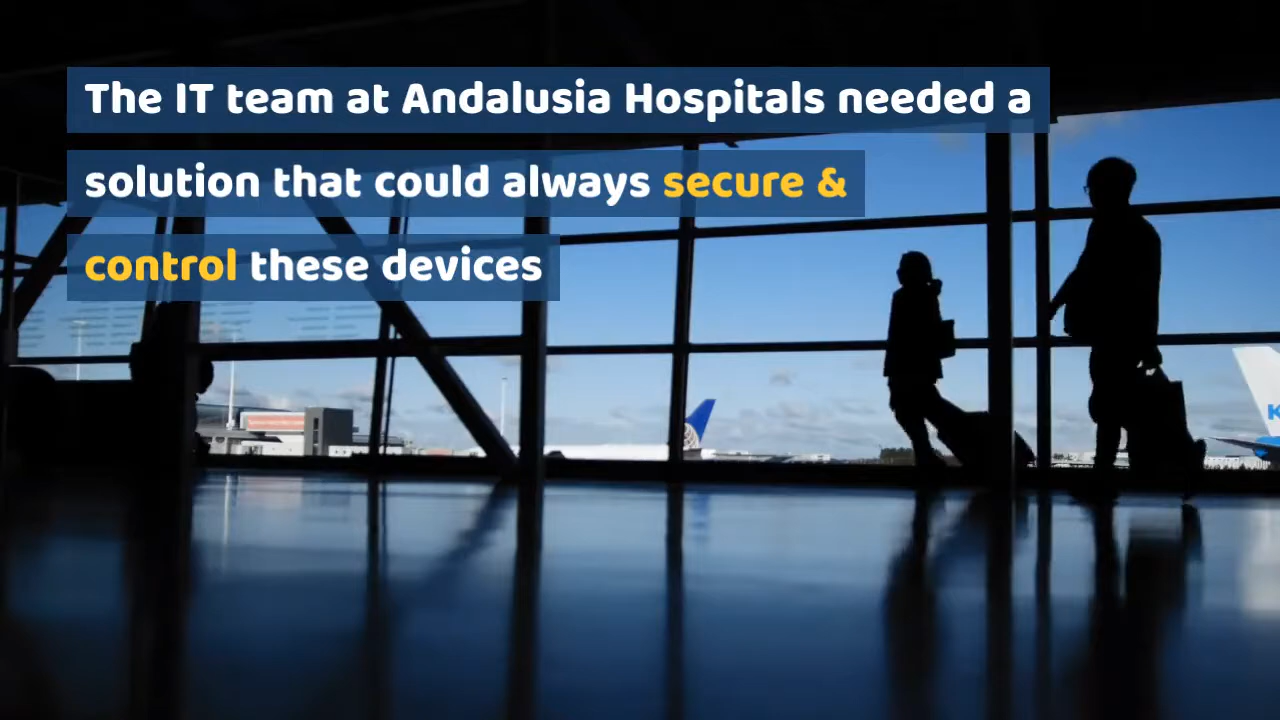 The IT team at Andalusia Hospitals needed a
solution that could always secure &
control these devices
K